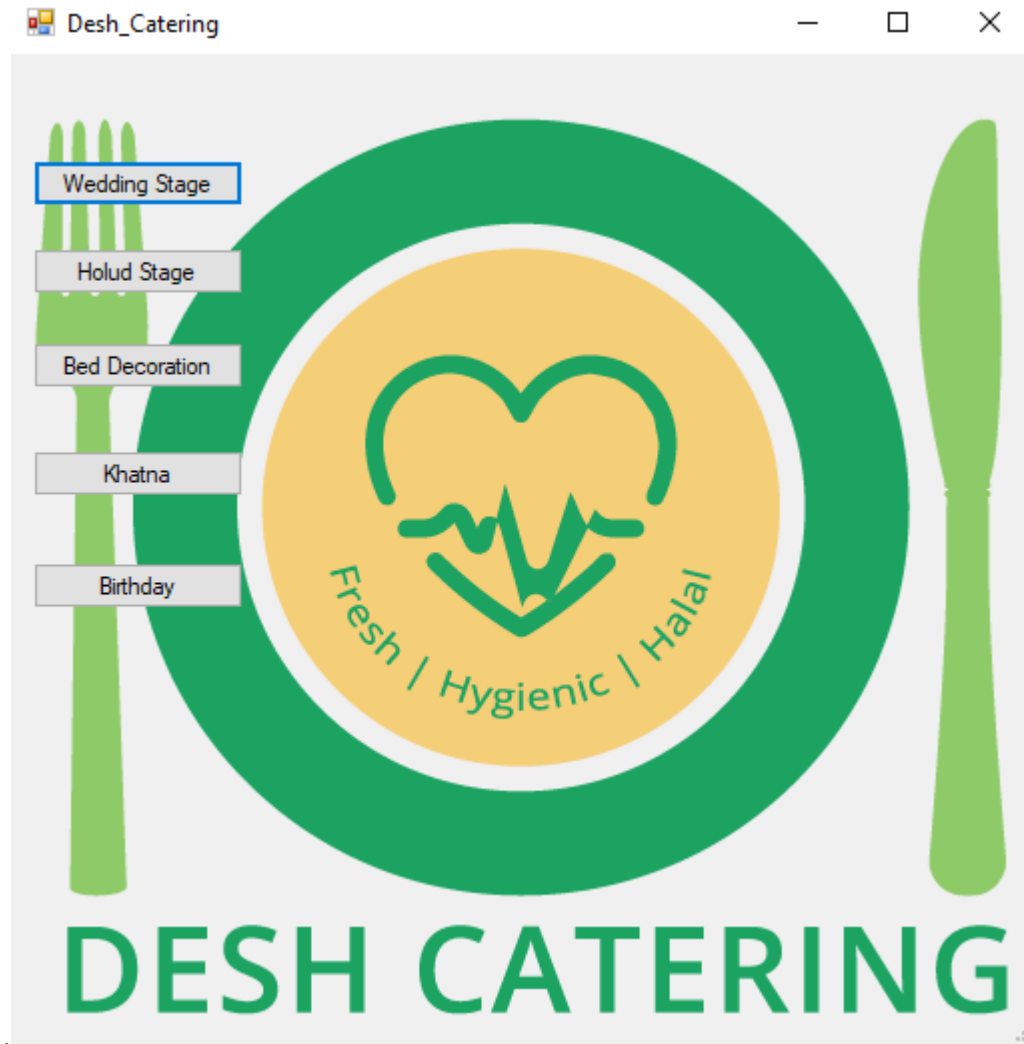 Desh_Catering
Wedding Stage
Holud Stage
Bed Decoration
Khatna
Birthday
Fresh | Hygienic | Halal
DESH CATERING